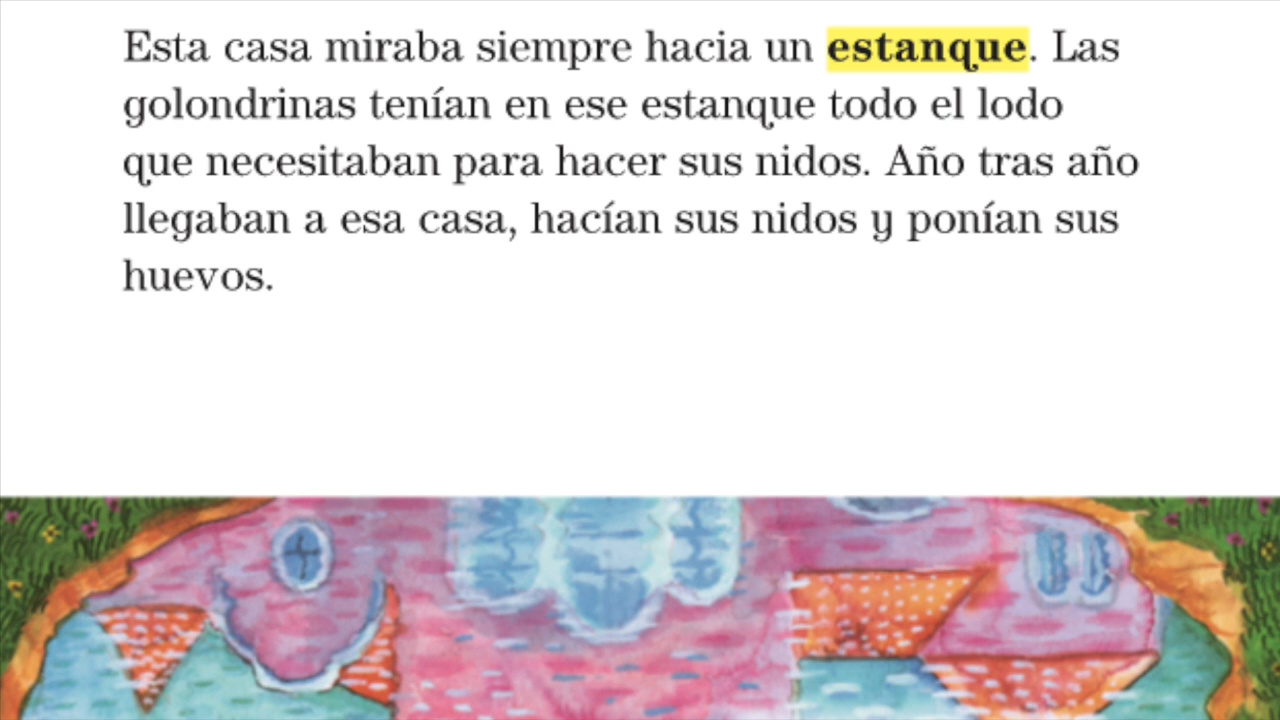 Esta casa miraba siempre hacia un estanque. Las
golondrinas tenían en ese estanque todo el lodo
que necesitaban para hacer sus nidos. Año tras año
llegaban a esa casa, hacían sus nidos y ponían sus
huevos.